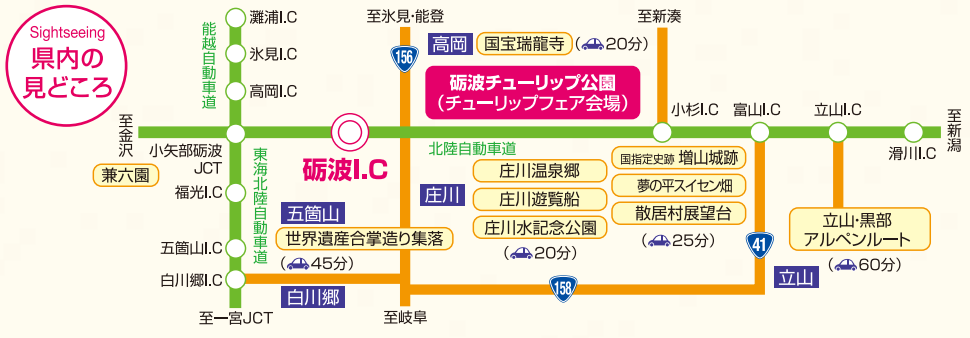 Sightseeing
県内の
見どころ
灘浦I.C
氷見I.C
高岡I.C
能越自動車道
至氷見・能登
156
高岡
国宝瑞龍寺
(20分)
至新湊
砺波チューリップ公園
(チューリップフェア会場)
小杉I.C
富山I.C
立山I.C
滑川I.C
至新潟
至金沢
兼六園
小矢部砺波
JCT
砺波I.C
北陸自動車道
東海北陸自動車道
福光I.C
五箇山I.C
白川郷I.C
至一宮JCT
五箇山
世界遺産合掌造り集落
(45分)
白川郷
至岐阜
庄川
庄川温泉郷
庄川遊覧船
庄川水記念公園
(20分)
国指定史跡 増山城跡
夢の平スイセン畑
散居村展望台
(25分)
158
41
立山
立山・黒部
アルペンルート
(60分)